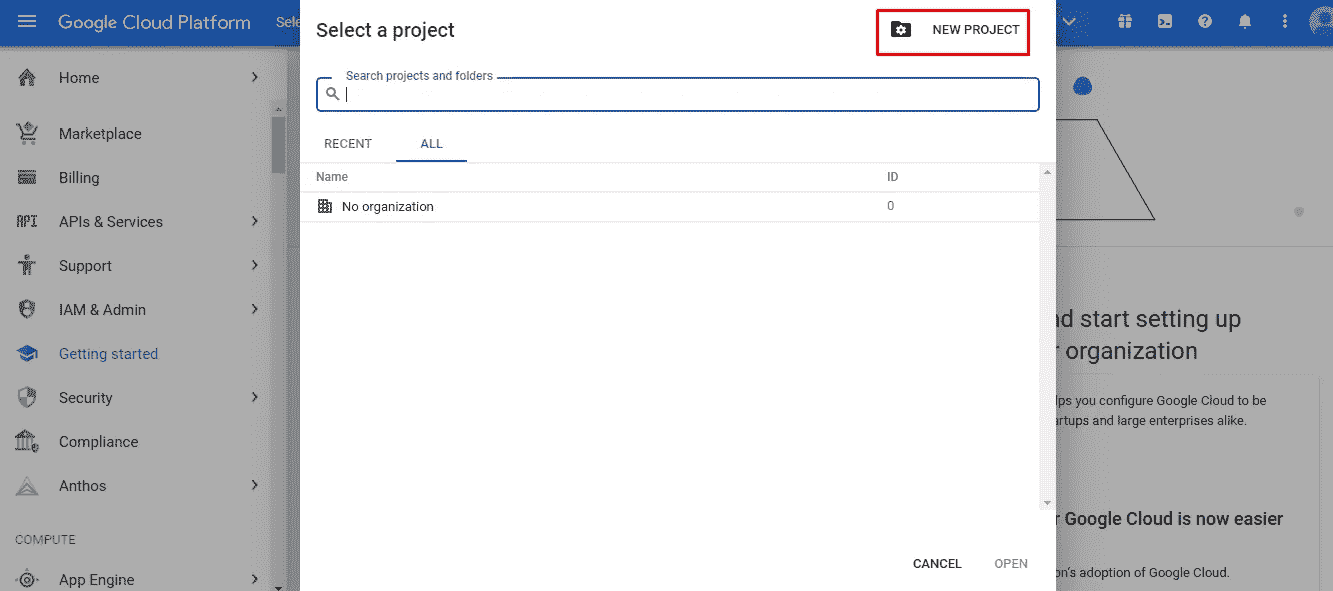 Google Cloud Platform
Sele
Select a project
NEW PROJECT
Search projects and folders
RECENT
ALL
Name
ID
No organization
0
CANCEL
OPEN
Home
Marketplace
Billing
API APIs & Services
Support
IAM & Admin
Getting started
Security
Compliance
Anthos
COMPUTE
App Engine
nd start setting up
r organization
lps you configure Google Cloud to be
artups and large enterprises alike.
r Google Cloud is now easier
on's adoption of Google Cloud.